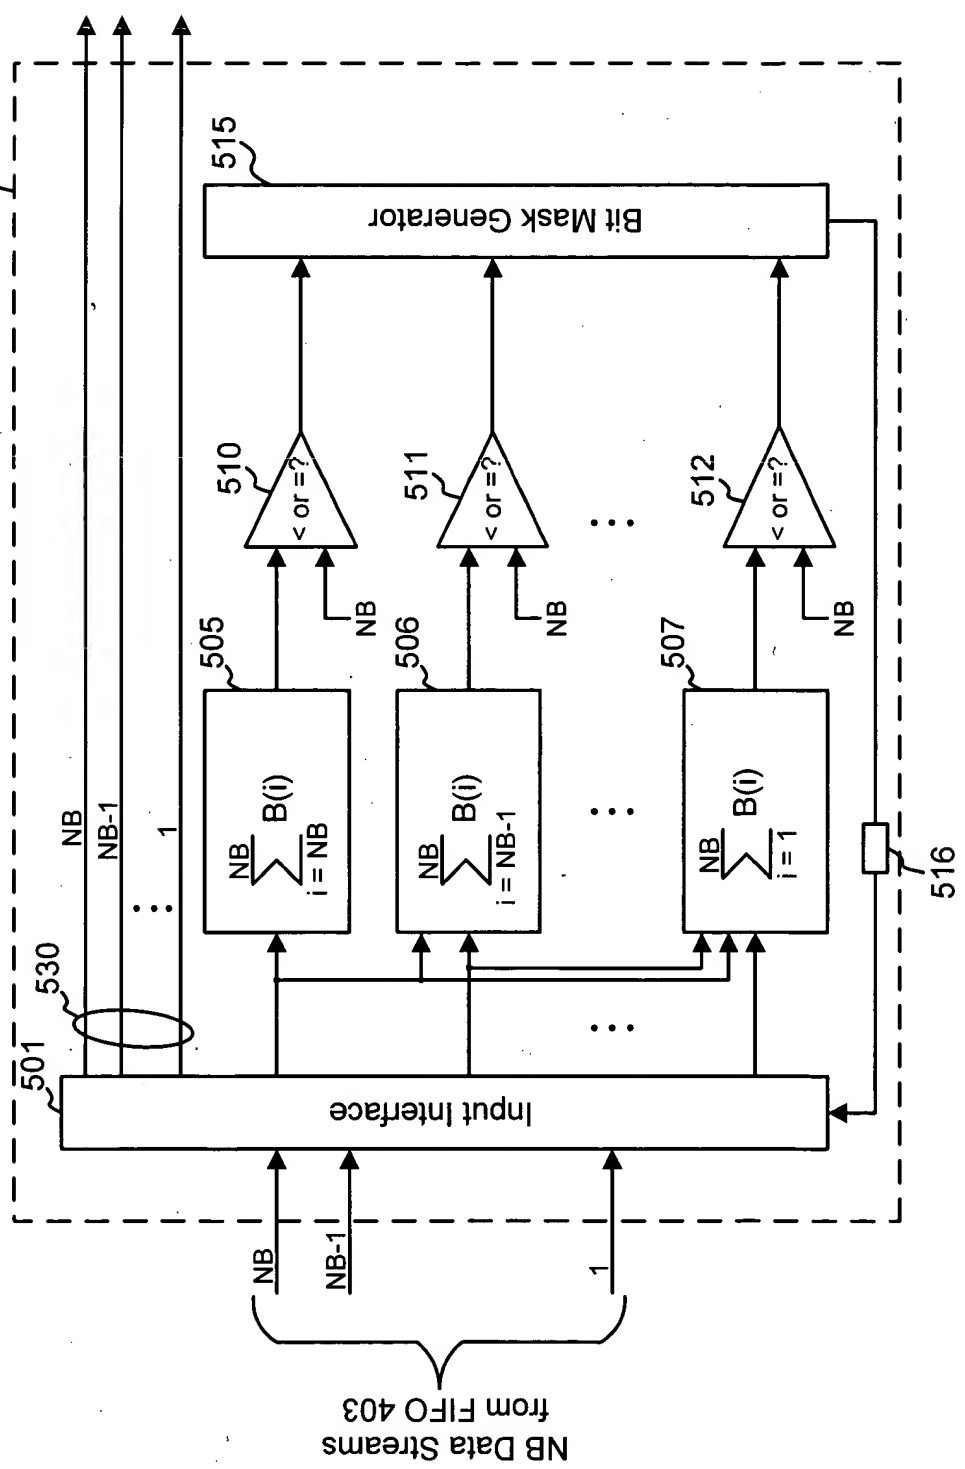 NB Data Streams
from FIFO 403
NB
NB-1
1
501
Input Interface
530
NB
NB-1
...
1
...
505
NB
∑ B(i)
i = NB
506
NB
∑ B(i)
i = NB-1
...
507
NB
∑ B(i)
i = 1
NB
NB
NB
510
< or =?
511
< or =?
...
512
< or =?
515
Bit Mask Generator
516